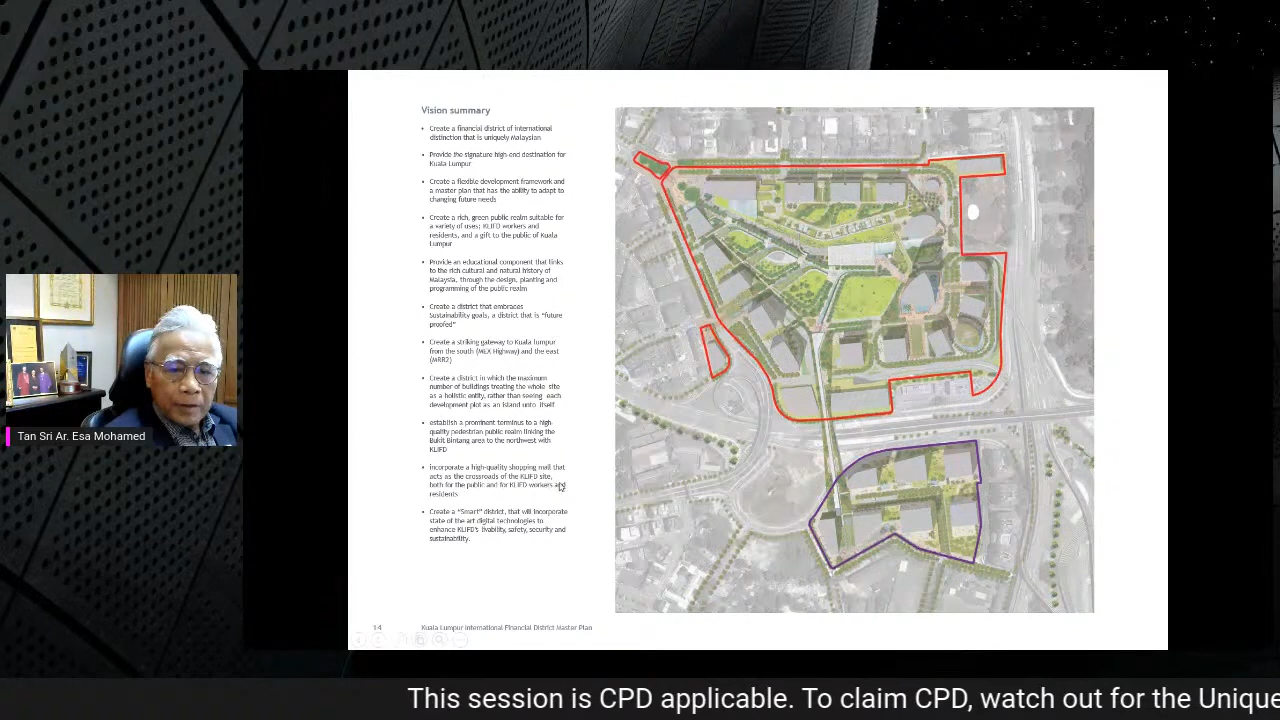 Vision summary
• Create a financial district of international
distinction that is uniquely Malaysian
• Provide the signature high-end destination for
Kuala Lumpur
• Create a flexible development framework and
a master plan that has the ability to adapt to
changing future needs
• Create a rich, green public realm suitable for
a variety of uses; KLIFD workers and
residents, and a gift to the public of Kuala
Lumpur
• Provide an educational component that links
to the rich cultural and natural history of
Malaysia, through the design, planting and
programming of the public realm
• Create a district that embraces
Sustainability goals, a district that is "future
proofed"
• Create a striking gateway to Kuala lumpur
from the south (MEX Highway) and the east
(MRR2)
• Create a district in which the maximum
number of buildings treating the whole site
as a holistic entity, rather than seeing each
development plot as an island unto itself
• establish a prominent terminus to a high-
quality pedestrian public realm linking the
Bukit Bintang area to the northwest with
KLIFD
• incorporate a high-quality shopping mall that
acts as the crossroads of the KLIFD site,
both for the public and for KLIFD workers and
residents
• Create a "Smart" district, that will incorporate
state of the art digital technologies to
enhance KLIFD's livability, safety, security and
sustainability.
14 Kuala Lumpur International Financial District Master Plan
Tan Sri Ar. Esa Mohamed
This session is CPD applicable. To claim CPD, watch out for the Unique